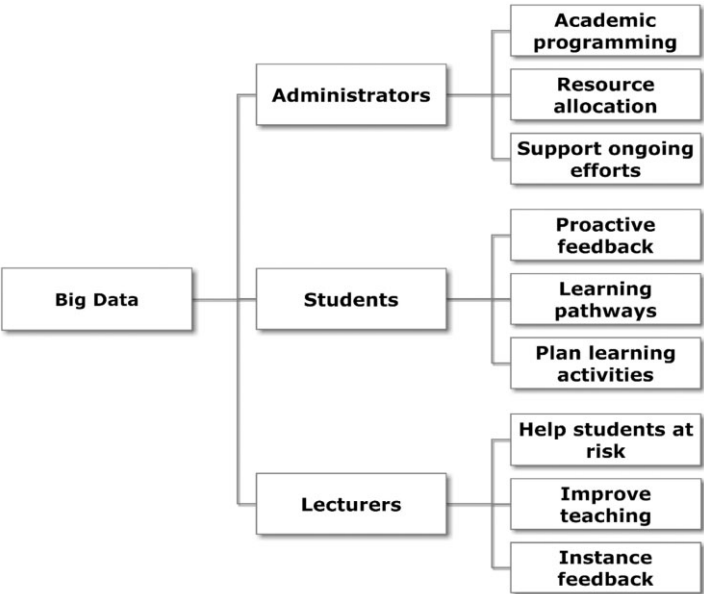 Academic
programming
Administrators
Resource
allocation
Support ongoing
efforts
Proactive
feedback
Big Data
Students
Learning
pathways
Plan learning
activities
Help students at
risk
Lecturers
Improve
teaching
Instance
feedback